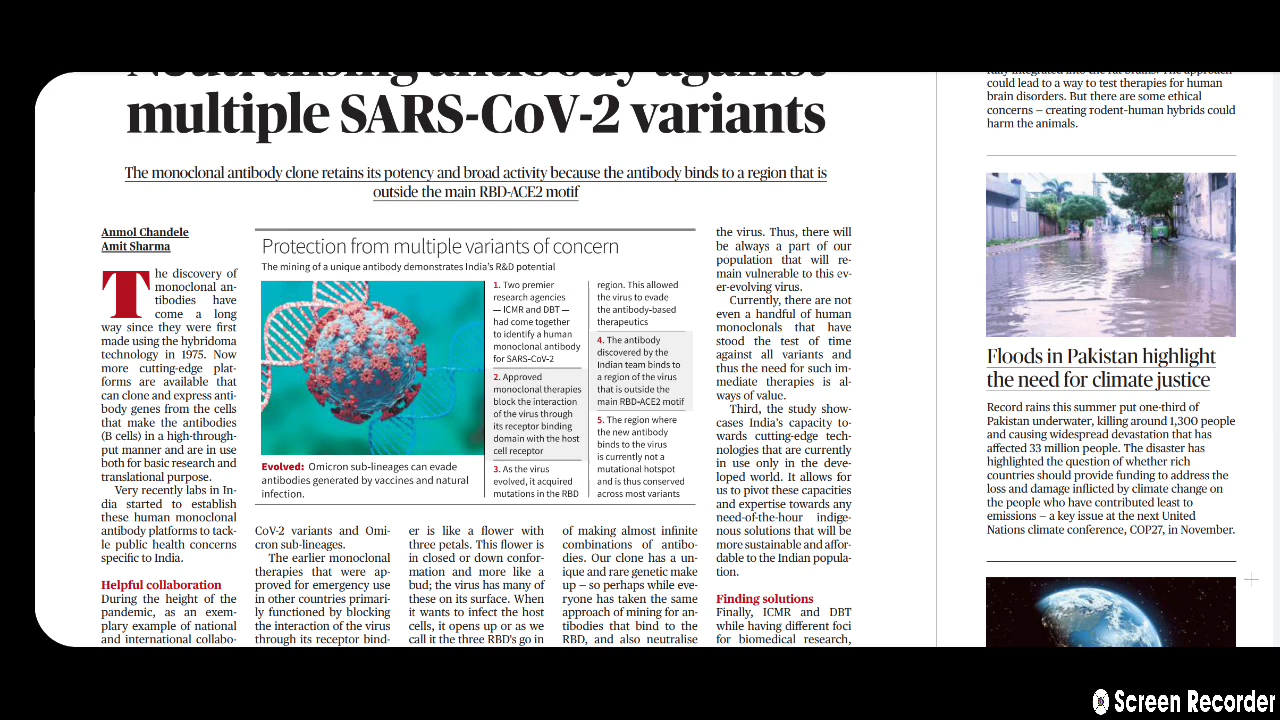 Neutralising antibody against
multiple SARS-CoV-2 variants
The monoclonal antibody clone retains its potency and broad activity because the antibody binds to a region that is
outside the main RBD-ACE2 motif
Anmol Chandele
Amit Sharma
The discovery of
monoclonal an-
tibodies have
come a long
way since they were first
made using the hybridoma
technology in 1975. Now
more cutting-edge plat-
forms are available that
can clone and express anti-
body genes from the cells
that make the antibodies
(B cells) in a high-through-
put manner and are in use
both for basic research and
translational purpose.
Very recently labs in In-
dia started to establish
these human monoclonal
antibody platforms to tack-
le public health concerns
specific to India.
Helpful collaboration
During the height of the
pandemic, as an exem-
plary example of national
and international collabo-
Protection from multiple variants of concern
The mining of a unique antibody demonstrates India's R&D potential
Evolved: Omicron sub-lineages can evade
antibodies generated by vaccines and natural
infection.
1. Two premier
research agencies
— ICMR and DBT —
had come together
to identify a human
monoclonal antibody
for SARS-CoV-2
2. Approved
monoclonal therapies
block the interaction
of the virus through
its receptor binding
domain with the host
cell receptor
3. As the virus
evolved, it acquired
mutations in the RBD
region. This allowed
the virus to evade
the antibody-based
therapeutics
4. The antibody
discovered by the
Indian team binds to
a region of the virus
that is outside the
main RBD-ACE2 motif
5. The region where
the new antibody
binds to the virus
is currently not a
mutational hotspot
and is thus conserved
across most variants
CoV-2 variants and Omi-
cron sub-lineages.
The earlier monoclonal
therapies that were ap-
proved for emergency use
in other countries primari-
ly functioned by blocking
the interaction of the virus
through its receptor bind-
er is like a flower with
three petals. This flower is
in closed or down confor-
mation and more like a
bud; the virus has many of
these on its surface. When
it wants to infect the host
cells, it opens up or as we
call it the three RBD's go in
of making almost infinite
combinations of antibo-
dies. Our clone has a un-
ique and rare genetic make
up – so perhaps while eve-
ryone has taken the same
approach of mining for an-
tibodies that bind to the
RBD, and also neutralise
the virus. Thus, there will
be always a part of our
population that will re-
main vulnerable to this ev-
er-evolving virus.
Currently, there are not
even a handful of human
monoclonals that have
stood the test of time
against all variants and
thus the need for such im-
mediate therapies is al-
ways of value.
Third, the study show-
cases India's capacity to-
wards cutting-edge tech-
nologies that are currently
in use only in the deve-
loped world. It allows for
us to pivot these capacities
and expertise towards any
need-of-the-hour indige-
nous solutions that will be
more sustainable and affor-
dable to the Indian popula-
tion.
Finding solutions
Finally, ICMR and DBT
while having different foci
for biomedical research,
fully integrated into the rat brains. The approach
could lead to a way to test therapies for human
brain disorders. But there are some ethical
concerns – creating rodent-human hybrids could
harm the animals.
Floods in Pakistan highlight
the need for climate justice
Record rains this summer put one-third of
Pakistan underwater, killing around 1,300 people
and causing widespread devastation that has
affected 33 million people. The disaster has
highlighted the question of whether rich
countries should provide funding to address the
loss and damage inflicted by climate change on
the people who have contributed least to
emissions – a key issue at the next United
Nations climate conference, COP27, in November.
Screen Recorder